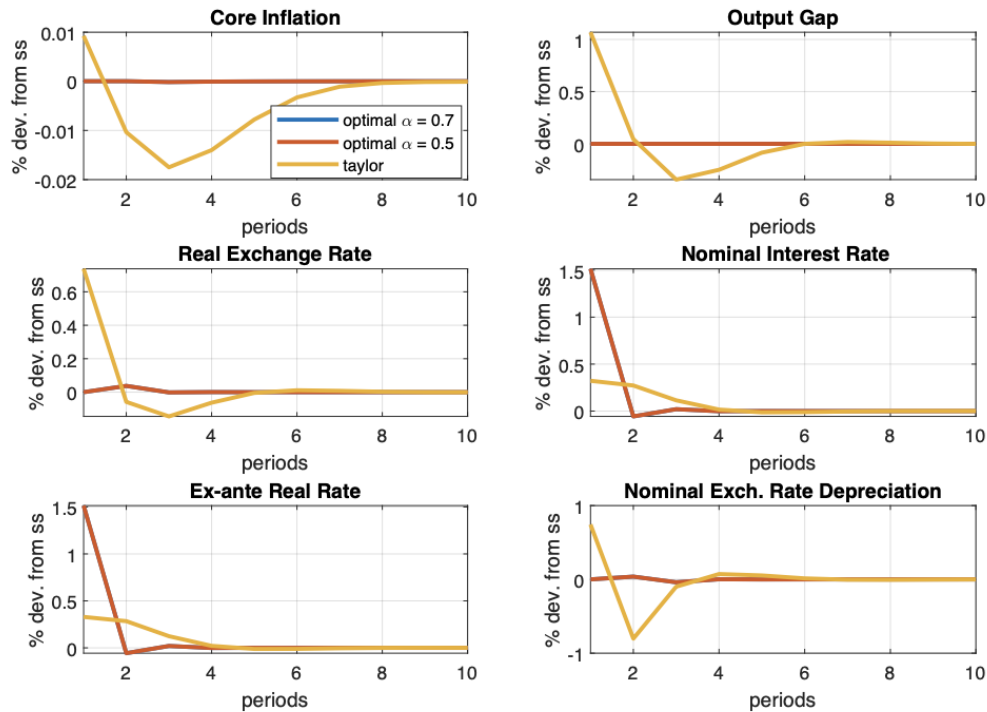 Core Inflation
% dev. from ss
0.01
0
-0.01
-0.02
optimal α = 0.7
optimal α = 0.5
taylor
2 4 6 8 10
periods
Output Gap
% dev. from ss
1
0.5
0
2 4 6 8 10
periods
Real Exchange Rate
% dev. from ss
0.6
0.4
0.2
0
2 4 6 8 10
periods
Nominal Interest Rate
% dev. from ss
1.5
1
0.5
0
2 4 6 8 10
periods
Ex-ante Real Rate
% dev. from ss
1.5
1
0.5
0
2 4 6 8 10
periods
Nominal Exch. Rate Depreciation
% dev. from ss
1
0
-1
2 4 6 8 10
periods